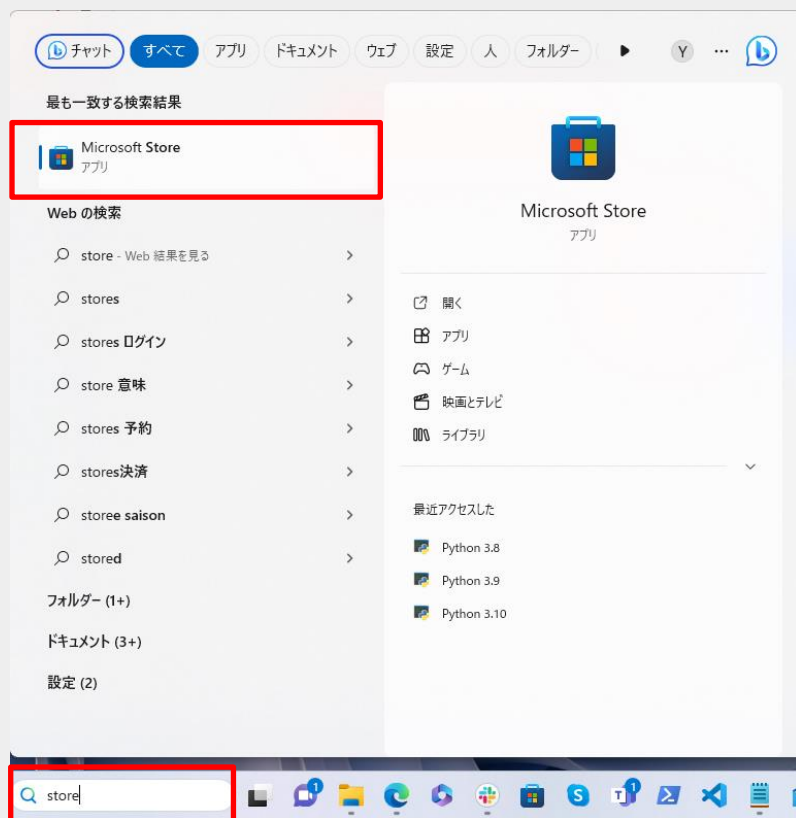 チャット すべて アプリ ドキュメント ウェブ 設定 人 フォルダー Y ...
最も一致する検索結果
Microsoft Store
アプリ
Web の検索
store - Web 結果を見る
stores
stores ログイン
store 意味
stores 予約
stores決済
storee saison
stored
フォルダー (1+)
ドキュメント (3+)
設定 (2)
Microsoft Store
アプリ
開く
アプリ
ゲーム
映画とテレビ
ライブラリ
最近アクセスした
Python 3.8
Python 3.9
Python 3.10
store
1
1